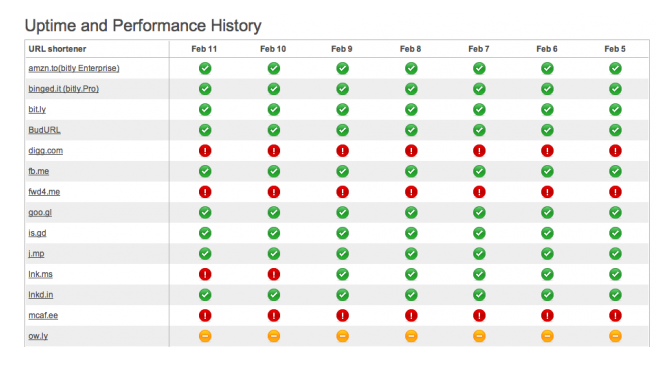 Uptime and Performance History
URL shortener Feb 11 Feb 10 Feb 9 Feb 8 Feb 7 Feb 6 Feb 5
amzn.to(bitly Enterprise)
binged.it (bitly.Pro)
bit.ly
BudURL
digg.com
fb.me
fwd4.me
goo.gl
is.gd
j.mp
lnk.ms
lnkd.in
mcaf.ee
ow.ly